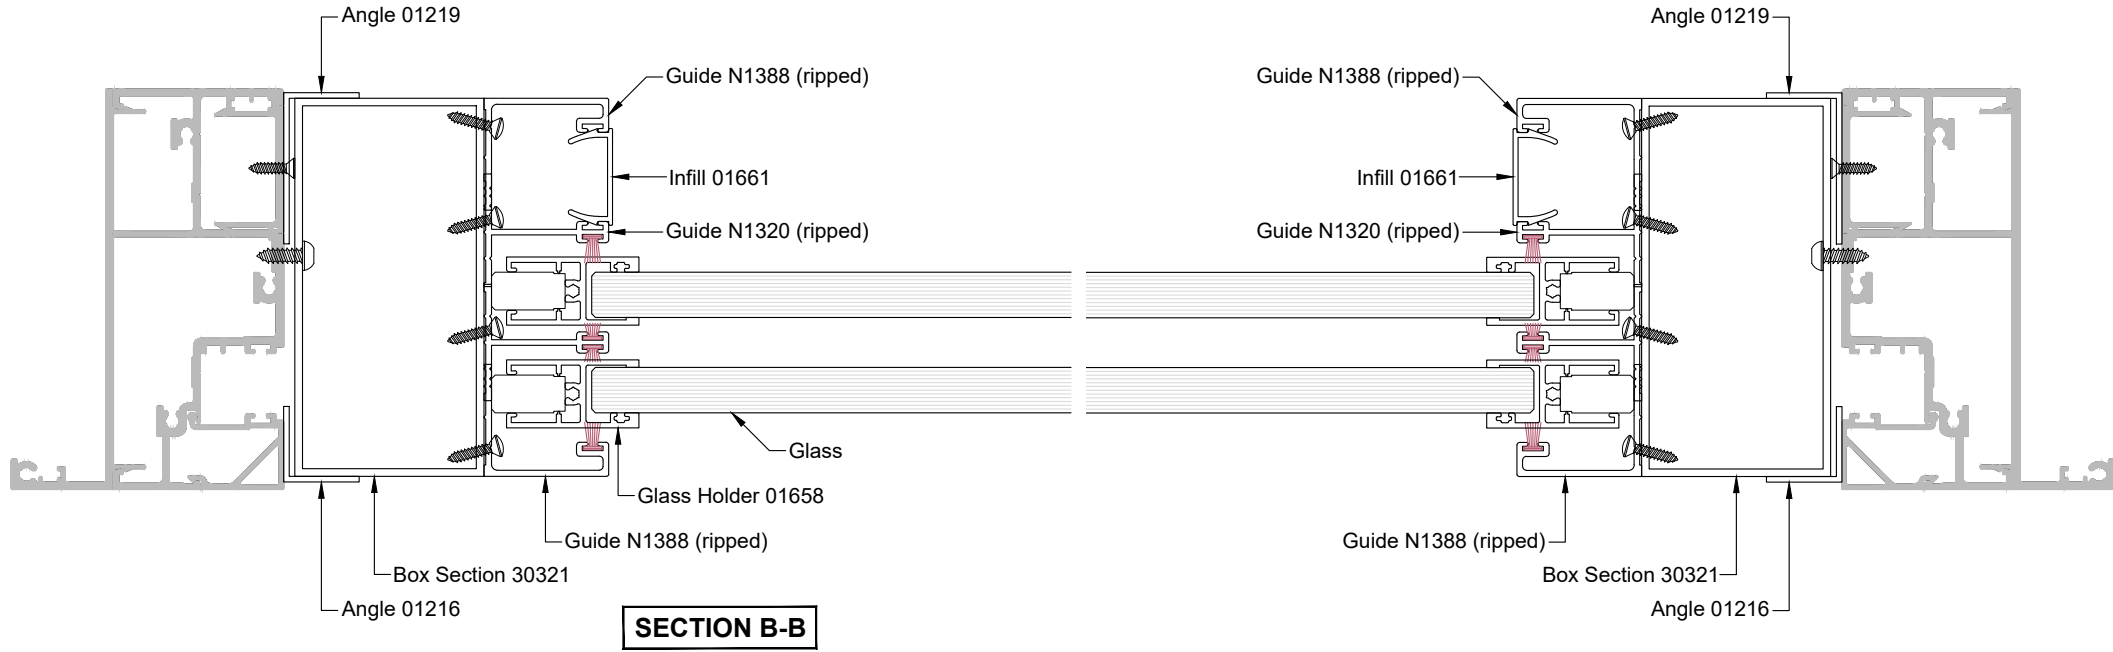 Angle 01219
Angle 01219
Guide N1388 (ripped)
Guide N1388 (ripped)
Infill 01661
Infill 01661
Guide N1320 (ripped)
Guide N1320 (ripped)
Glass
Glass Holder 01658
Guide N1388 (ripped)
Guide N1388 (ripped)
Box Section 30321
Box Section 30321
Angle 01216
Angle 01216
SECTION B-B